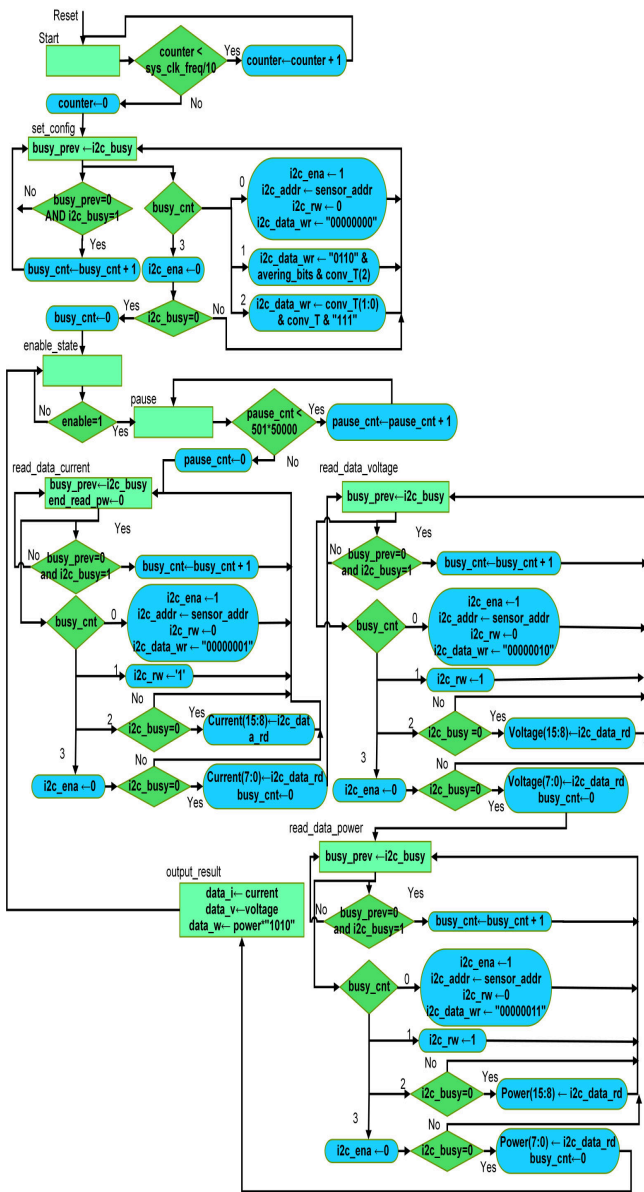 Reset
Start
counter <
sys_clk_freq/10
Yes
counter←counter + 1
No
counter←0
set_config
busy_prev ←i2c_busy
No
busy_prev=0
AND i2c_busy=1
Yes
busy_cnt←busy_cnt + 1
busy_cnt
0
i2c_ena ← 1
i2c_addr ← sensor_addr
i2c_rw ← 0
i2c_data_wr ← "00000000"
1
i2c_data_wr ← "0110" &
avering_bits & conv_T(2)
2
i2c_data_wr ← conv_T(1:0)
& conv_T & "111"
3
i2c_ena ←0
i2c_busy=0
Yes
No
busy_cnt←0
enable_state
No
enable=1
Yes
pause
pause_cnt <
501*50000
Yes
pause_cnt←pause_cnt + 1
No
pause_cnt←0
read_data_current
busy_prev←i2c_busy
end_read_pw←0
Yes
No
busy_prev=0
and i2c_busy=1
busy_cnt←busy_cnt + 1
busy_cnt
0
i2c_ena ←1
i2c_addr ← sensor_addr
i2c_rw ←0
i2c_data_wr ← "00000001"
1
i2c_rw ←'1'
No
2
i2c_busy=0
Yes
Current(15:8)←i2c_dat
a_rd
3
No
i2c_ena ←0
i2c_busy=0
Yes
Current(7:0)←i2c_data_rd
busy_cnt←0
read_data_voltage
busy_prev←i2c_busy
Yes
No
busy_prev=0
and i2c_busy=1
busy_cnt←busy_cnt + 1
busy_cnt
0
i2c_ena ←1
i2c_addr ← sensor_addr
i2c_rw ←0
i2c_data_wr ← "00000010"
1
i2c_rw ←1
No
2
i2c_busy =0
Yes
Voltage(15:8)←i2c_data_rd
3
No
i2c_ena ←0
i2c_busy=0
Yes
Voltage(7:0)←i2c_data_rd
busy_cnt←0
read_data_power
busy_prev ←i2c_busy
Yes
No
busy_prev=0
and i2c_busy=1
busy_cnt←busy_cnt + 1
busy_cnt
0
i2c_ena ←1
i2c_addr ← sensor_addr
i2c_rw ←0
i2c_data_wr ← "00000011"
1
i2c_rw ←1
No
2
i2c_busy=0
Yes
Power(15:8) ← i2c_data_rd
3
No
i2c_ena ←0
i2c_busy=0
Yes
Power(7:0) ← i2c_data_rd
busy_cnt←0
output_result
data_i← current
data_v←voltage
data_w← power*"1010"